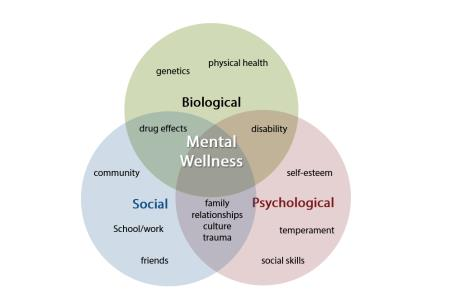 physical health
genetics
Biological
drug effects
disability
Mental
Wellness
community
self-esteem
Social
family
relationships
culture
trauma
Psychological
School/work
temperament
friends
social skills